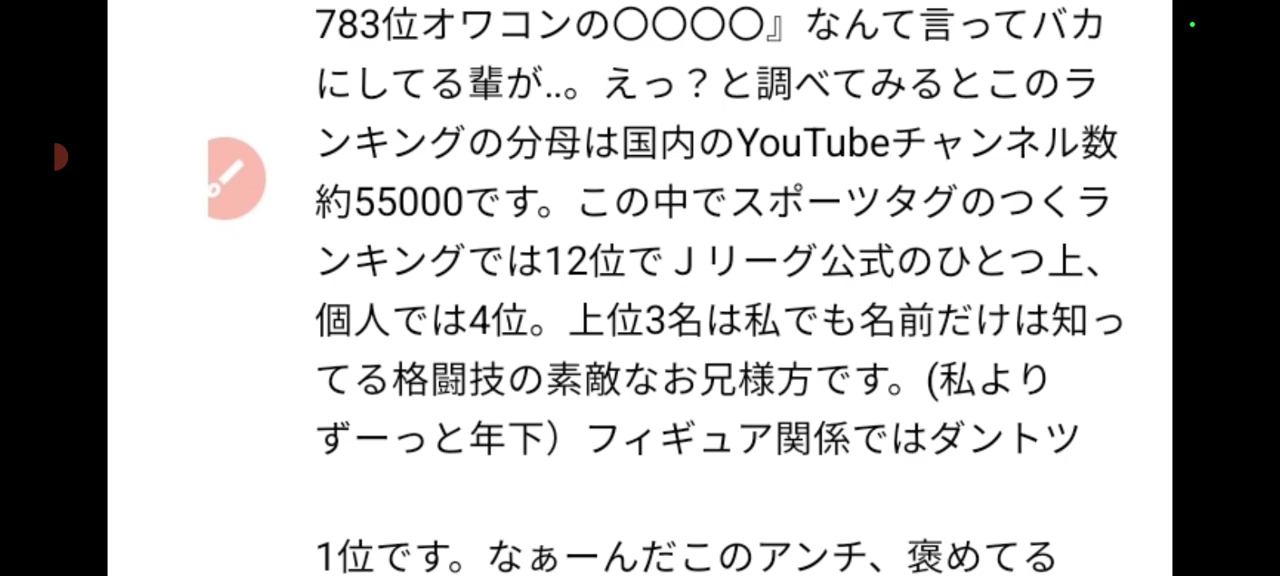 783位オワコンの〇〇〇〇』なんて言ってバカ
にしてる輩が..。えっ？と調べてみるとこのラ
ンキングの分母は国内のYouTubeチャンネル数
約55000です。この中でスポーツタグのつくラ
ンキングでは12位でＪリーグ公式のひとつ上、
個人では4位。上位3名は私でも名前だけは知っ
てる格闘技の素敵なお兄様方です。(私より
ずーっと年下）フィギュア関係ではダントツ
1位です。なぁーんだこのアンチ、褒めてる